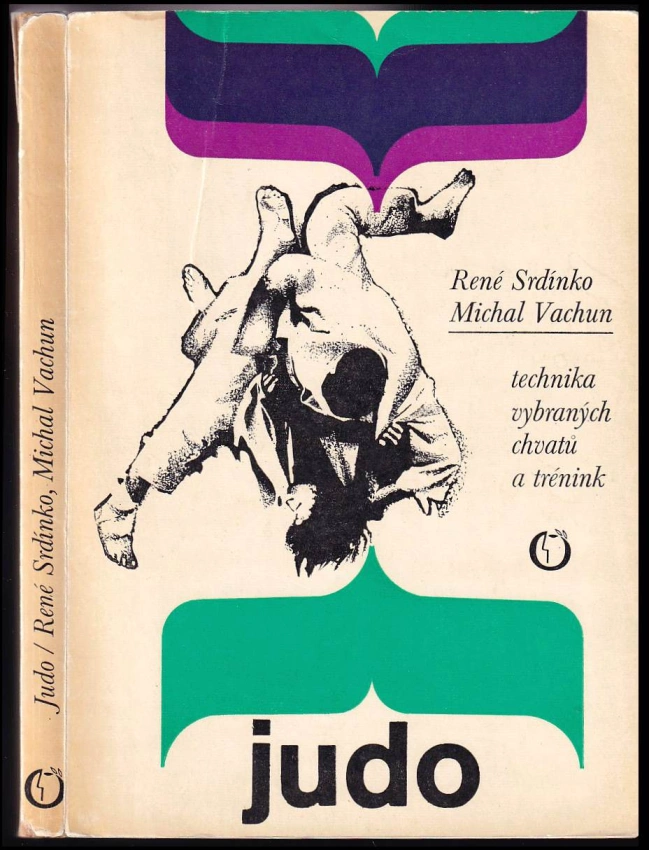 Judo / René Srdínko, Michal Vachun
René Srdínko
Michal Vachun
technika
vybraných
chvatů
a trénink
judo